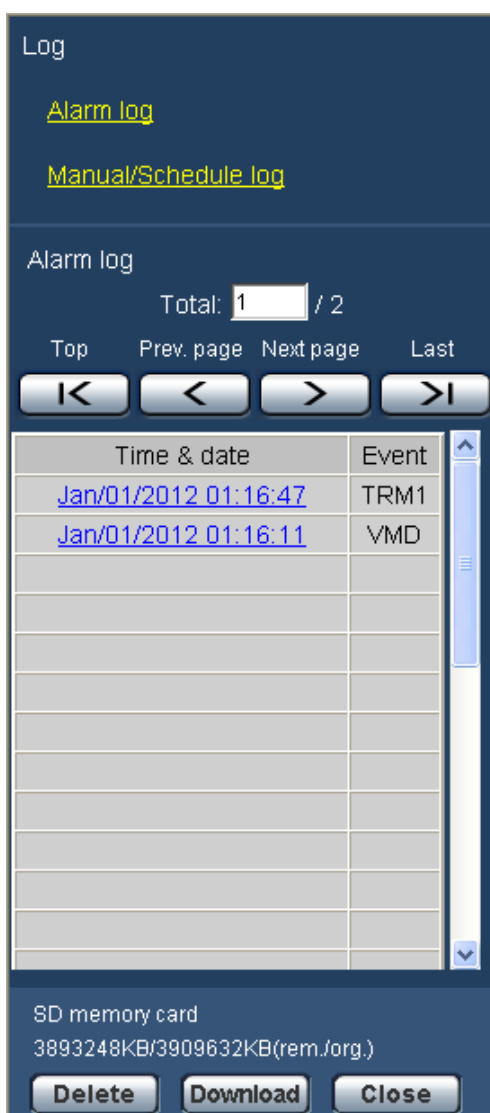 Log
Alarm log
Manual/Schedule log
Alarm log
Total: 1 / 2
Top Prev. page Next page Last
Time & date Event
Jan/01/2012 01:16:47 TRM1
Jan/01/2012 01:16:11 VMD
SD memory card
3893248KB/3909632KB(rem./org.)
Delete Download Close